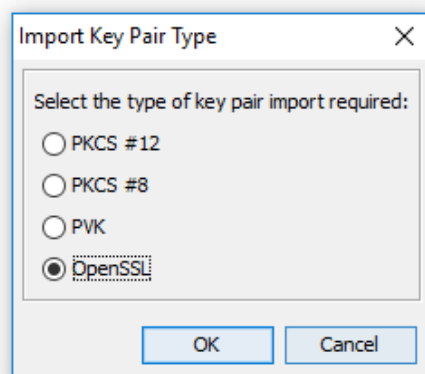 Import Key Pair Type
Select the type of key pair import required:
PKCS #12
PKCS #8
PVK
OpenSSL
OK Cancel